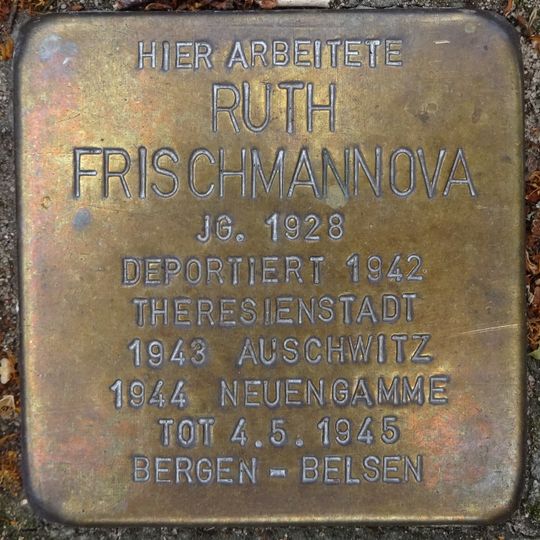 HIER ARBEITETE
RUTH
FRISCHMANNOVA
JG. 1928
DEPORTIERT 1942
THERESIENSTADT
1943 AUSCHWITZ
1944 NEUENGAMME
TOT 4.5.1945
BERGEN - BELSEN